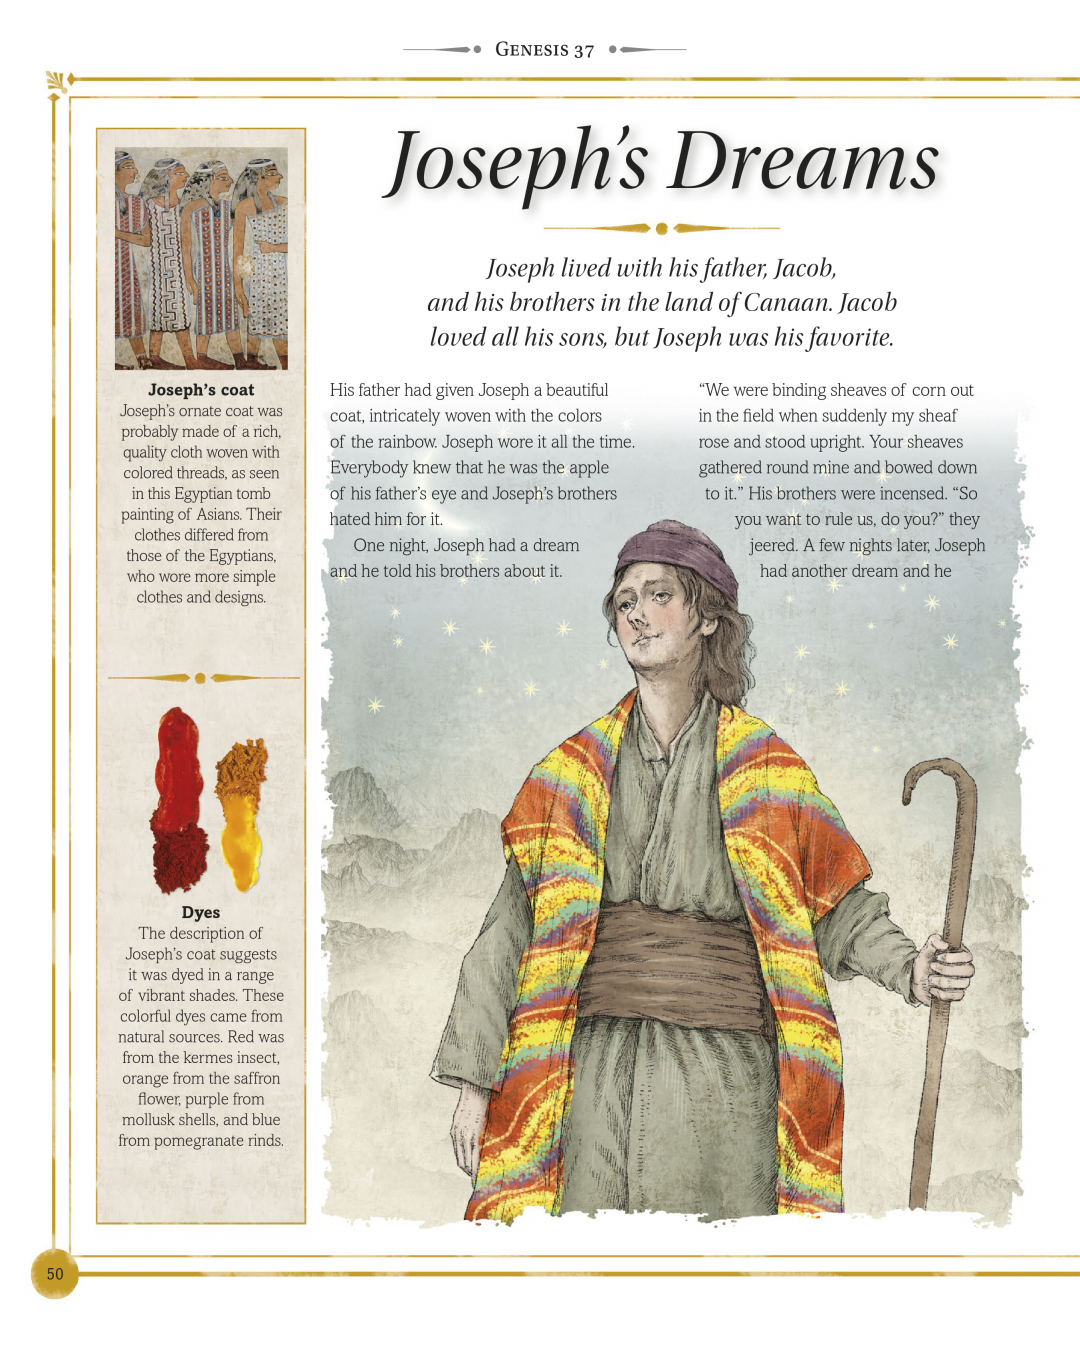 Genesis 37
Joseph's Dreams
Joseph lived with his father, Jacob,
and his brothers in the land of Canaan. Jacob
loved all his sons, but Joseph was his favorite.
Joseph's coat
Joseph's ornate coat was
probably made of a rich,
quality cloth woven with
colored threads, as seen
in this Egyptian tomb
painting of Asians. Their
clothes differed from
those of the Egyptians,
who wore more simple
clothes and designs.
Dyes
The description of
Joseph's coat suggests
it was dyed in a range
of vibrant shades. These
colorful dyes came from
natural sources. Red was
from the kermes insect,
orange from the saffron
flower, purple from
mollusk shells, and blue
from pomegranate rinds.
His father had given Joseph a beautiful
coat, intricately woven with the colors
of the rainbow. Joseph wore it all the time.
Everybody knew that he was the apple
of his father's eye and Joseph's brothers
hated him for it.
One night, Joseph had a dream
and he told his brothers about it.
“We were binding sheaves of corn out
in the field when suddenly my sheaf
rose and stood upright. Your sheaves
gathered round mine and bowed down
to it.” His brothers were incensed. “So
you want to rule us, do you?” they
jeered. A few nights later, Joseph
had another dream and he
50